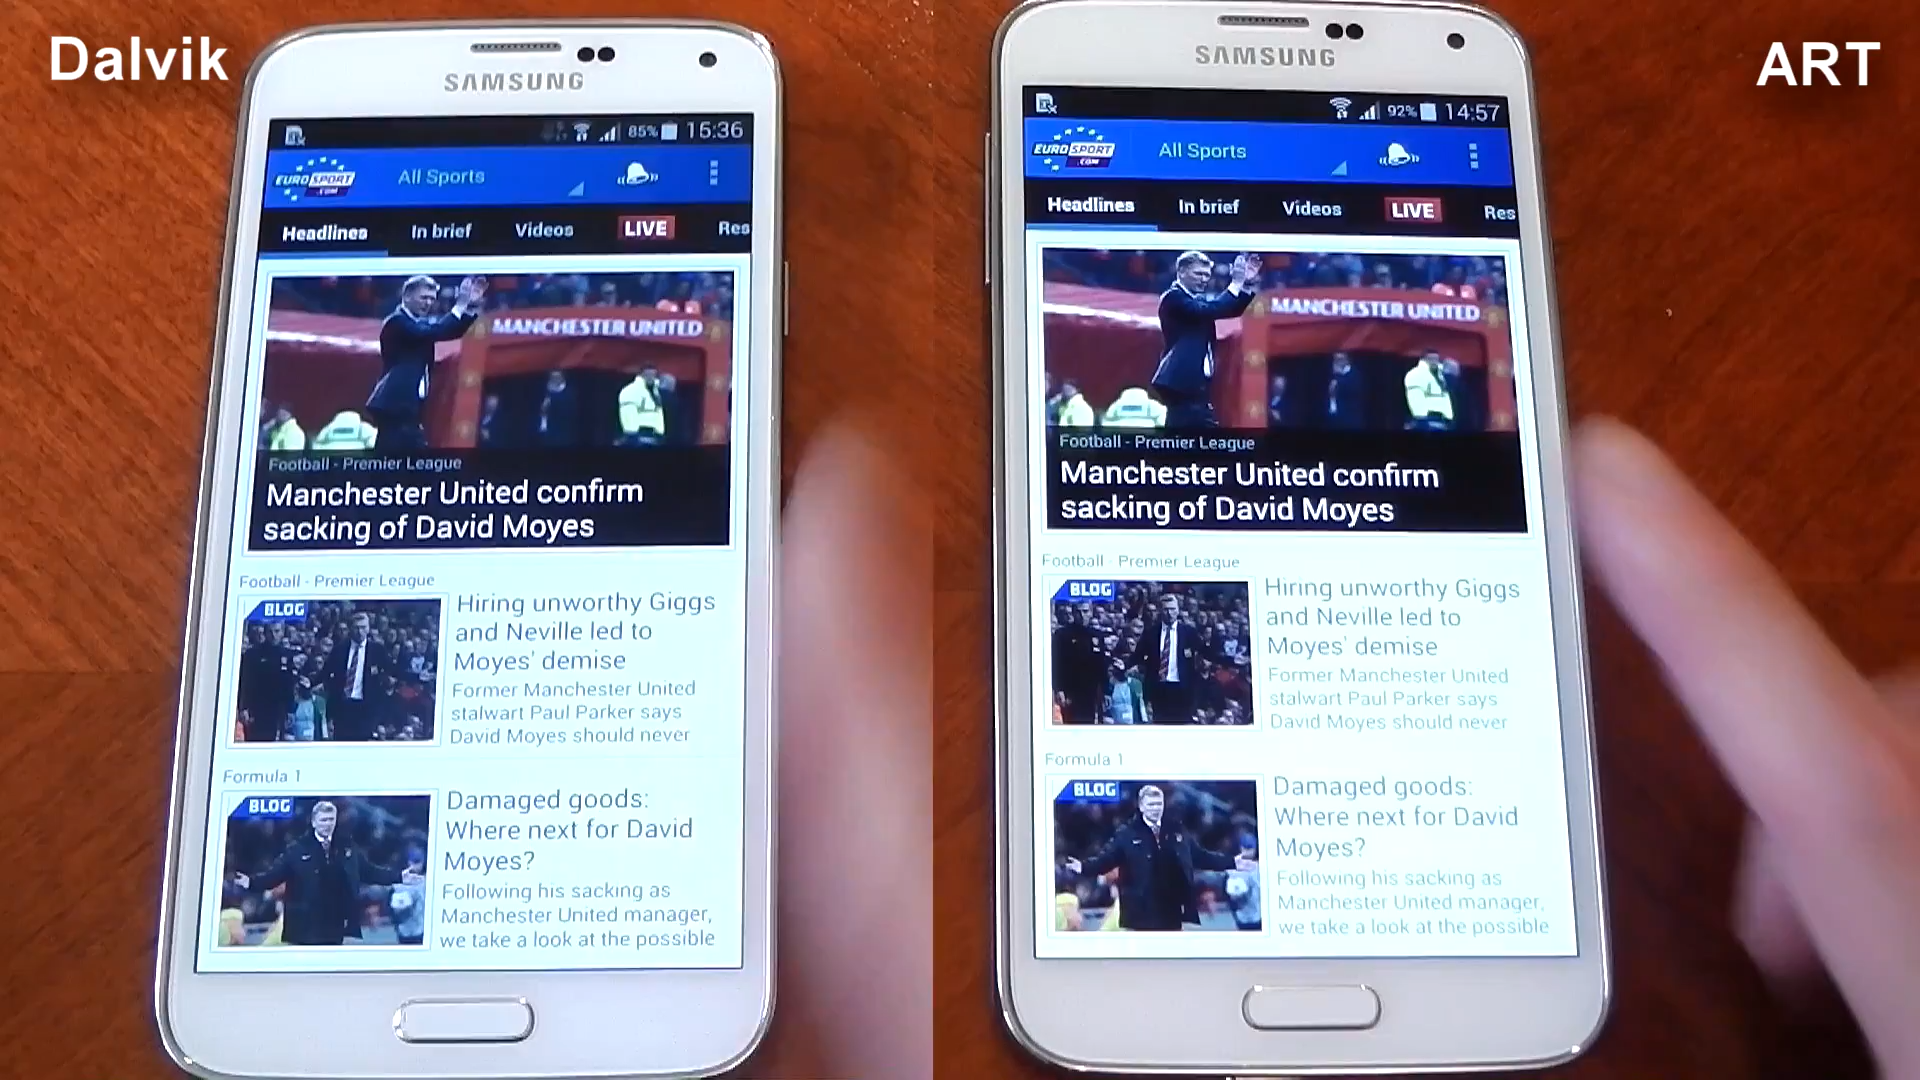 Dalvik
SAMSUNG
85% 15:36
EUROSPORT
.COM
All Sports
Headlines In brief Videos LIVE Res
MANCHESTER UNITED
Football - Premier League
Manchester United confirm
sacking of David Moyes
Football - Premier League
BLOG
Hiring unworthy Giggs
and Neville led to
Moyes' demise
Former Manchester United
stalwart Paul Parker says
David Moyes should never
Formula 1
BLOG
Damaged goods:
Where next for David
Moyes?
Following his sacking as
Manchester United manager,
we take a look at the possible
ART
SAMSUNG
92% 14:57
EUROSPORT
.COM
All Sports
Headlines In brief Videos LIVE Res
MANCHESTER UNITED
Football - Premier League
Manchester United confirm
sacking of David Moyes
Football - Premier League
BLOG
Hiring unworthy Giggs
and Neville led to
Moyes' demise
Former Manchester United
stalwart Paul Parker says
David Moyes should never
Formula 1
BLOG
Damaged goods:
Where next for David
Moyes?
Following his sacking as
Manchester United manager,
we take a look at the possible